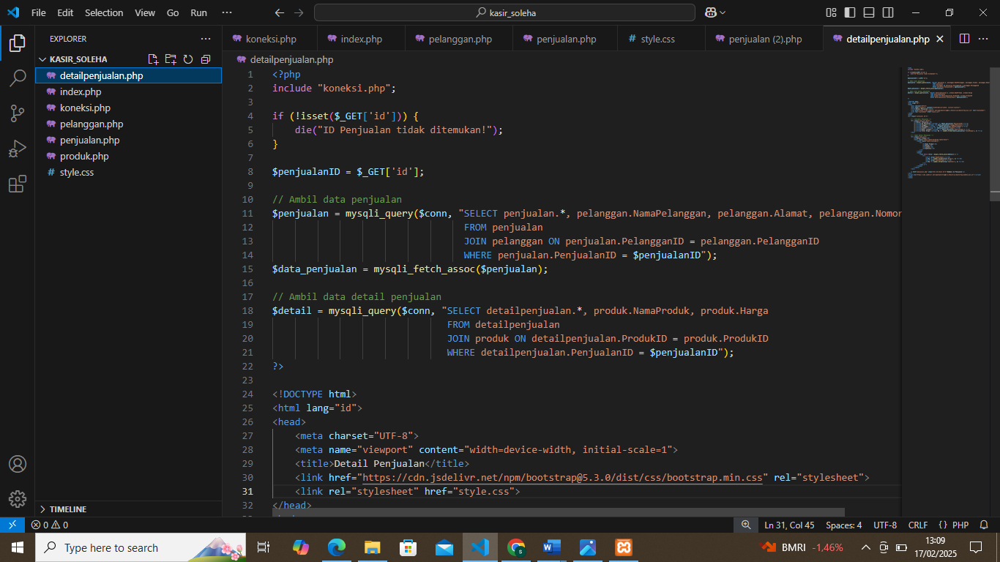 File Edit Selection View Go Run ···
kasir_soleha
EXPLORER
KASIR_SOLEHA
detailpenjualan.php
index.php
koneksi.php
pelanggan.php
penjualan.php
produk.php
# style.css
TIMELINE
koneksi.php index.php pelanggan.php penjualan.php # style.css penjualan (2).php detailpenjualan.php
detailpenjualan.php
1 <?php
2 include "koneksi.php";
3
4 if (!isset($_GET['id'])) {
5 die("ID Penjualan tidak ditemukan!");
6 }
7
8 $penjualanID = $_GET['id'];
9
10 // Ambil data penjualan
11 $penjualan = mysqli_query($conn, "SELECT penjualan.*, pelanggan.NamaPelanggan, pelanggan.Alamat, pelanggan.Nomor
12 FROM penjualan
13 JOIN pelanggan ON penjualan.PelangganID = pelanggan.PelangganID
14 WHERE penjualan.PenjualanID = $penjualanID");
15 $data_penjualan = mysqli_fetch_assoc($penjualan);
16
17 // Ambil data detail penjualan
18 $detail = mysqli_query($conn, "SELECT detailpenjualan.*, produk.NamaProduk, produk.Harga
19 FROM detailpenjualan
20 JOIN produk ON detailpenjualan.ProdukID = produk.ProdukID
21 WHERE detailpenjualan.PenjualanID = $penjualanID");
22 ?>
23
24 <!DOCTYPE html>
25 <html lang="id">
26 <head>
27 <meta charset="UTF-8">
28 <meta name="viewport" content="width=device-width, initial-scale=1">
29 <title>Detail Penjualan</title>
30 <link href="https://cdn.jsdelivr.net/npm/bootstrap@5.3.0/dist/css/bootstrap.min.css" rel="stylesheet">
31 <link rel="stylesheet" href="style.css">
32 </head>
0 0
Ln 31, Col 45 Spaces: 4 UTF-8 CRLF {} PHP
Type here to search
BMRI -1,46%
13:09
17/02/2025